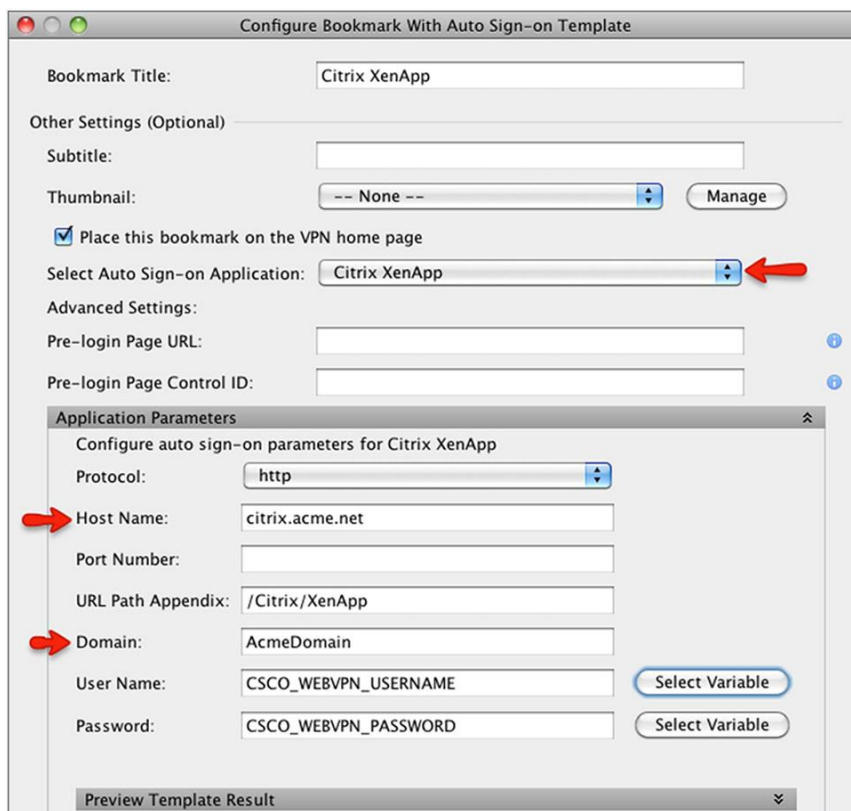 Configure Bookmark With Auto Sign-on Template
Bookmark Title: Citrix XenApp
Other Settings (Optional)
Subtitle:
Thumbnail: -- None -- Manage
Place this bookmark on the VPN home page
Select Auto Sign-on Application: Citrix XenApp
Advanced Settings:
Pre-login Page URL:
Pre-login Page Control ID:
Application Parameters
Configure auto sign-on parameters for Citrix XenApp
Protocol: http
Host Name: citrix.acme.net
Port Number:
URL Path Appendix: /Citrix/XenApp
Domain: AcmeDomain
User Name: CSCO_WEBVPN_USERNAME Select Variable
Password: CSCO_WEBVPN_PASSWORD Select Variable
Preview Template Result